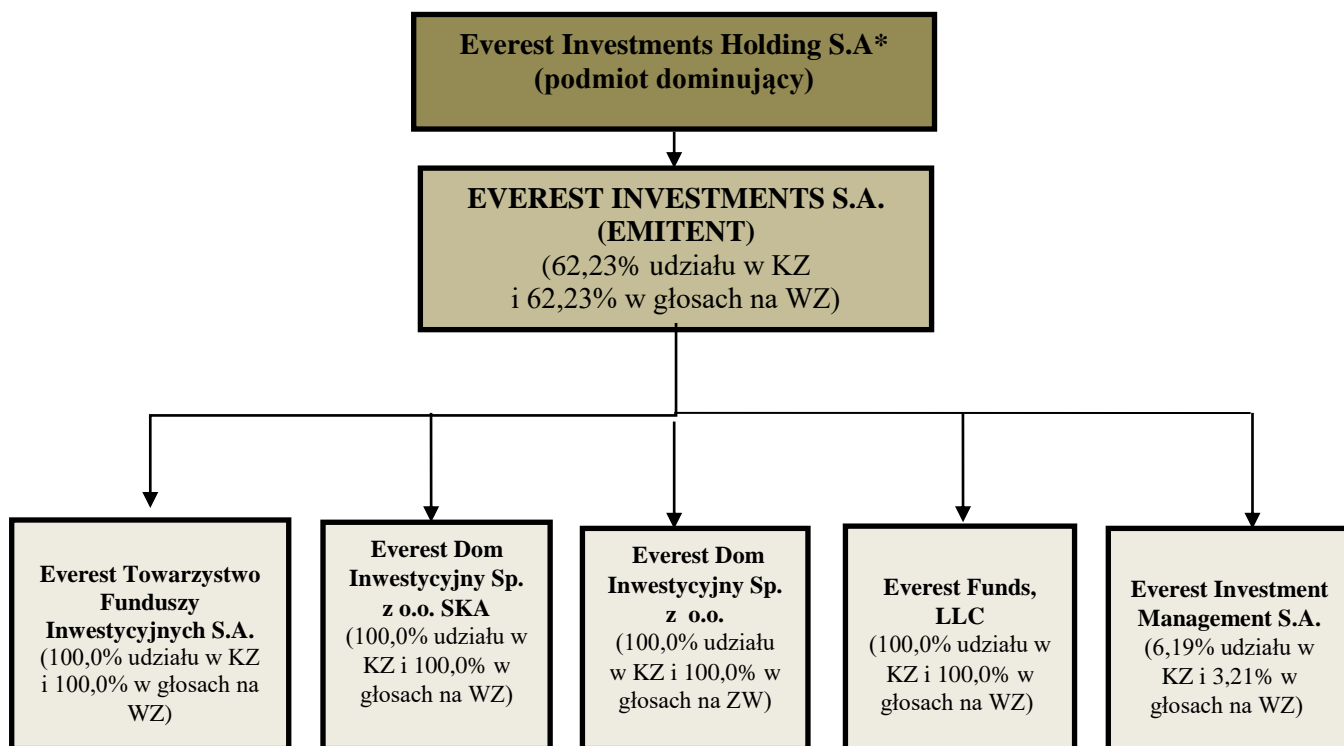 Everest Investments Holding S.A*
(podmiot dominujący)
EVEREST INVESTMENTS S.A.
(EMITENT)
(62,23% udziału w KZ
i 62,23% w głosach na WZ)
Everest Towarzystwo
Funduszy
Inwestycyjnych S.A.
(100,0% udziału w KZ
i 100,0% w głosach na
WZ)
Everest Dom
Inwestycyjny Sp.
z o.o. SKA
(100,0% udziału w
KZ i 100,0% w
głosach na WZ)
Everest Dom
Inwestycyjny Sp.
z o.o.
(100,0% udziału
w KZ i 100,0% w
głosach na ZW)
Everest Funds,
LLC
(100,0% udziału w
KZ i 100,0% w
głosach na WZ)
Everest Investment
Management S.A.
(6,19% udziału w
KZ i 3,21% w
głosach na WZ)